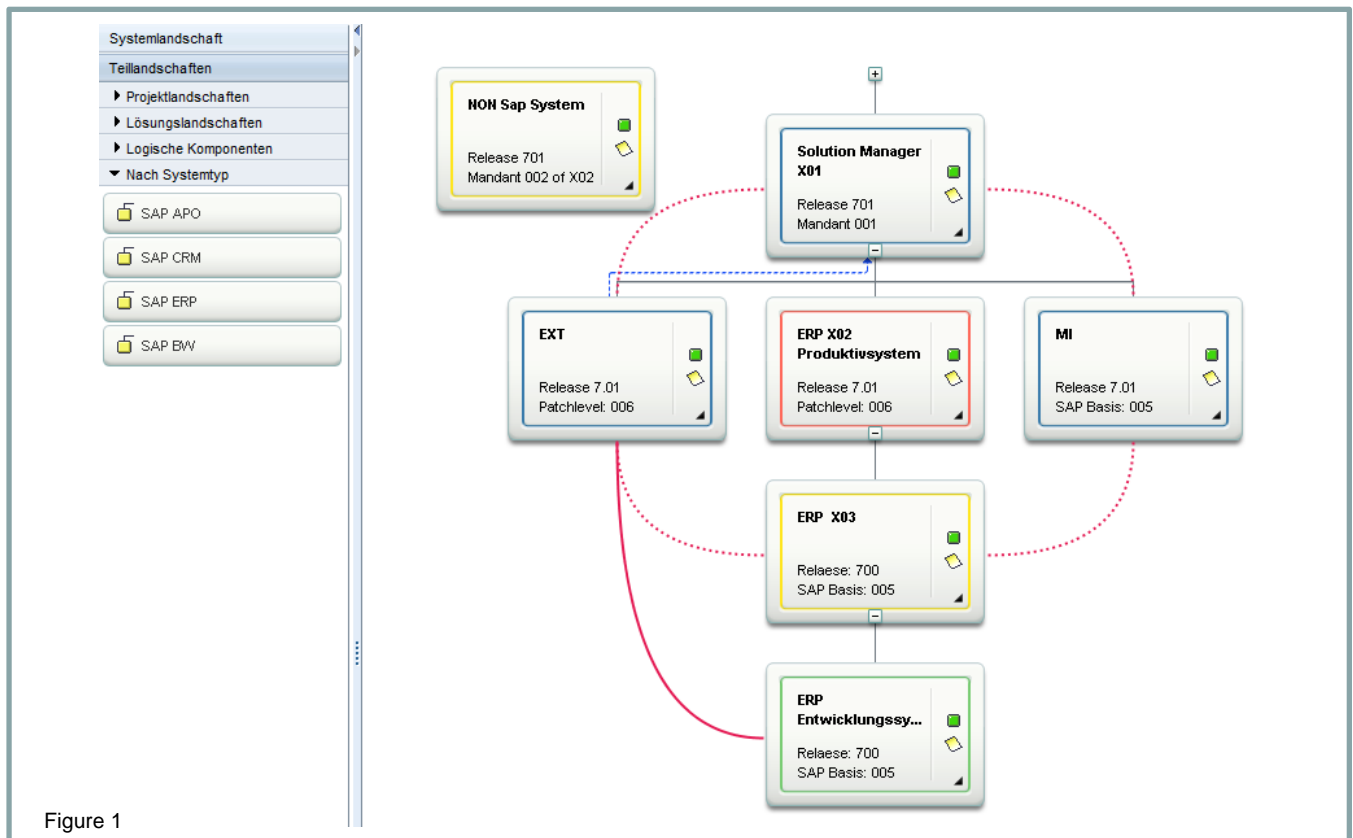 Systemlandschaft
Teillandschaften
Projektlandschaften
Lösungslandschaften
Logische Komponenten
Nach Systemtyp
SAP APO
SAP CRM
SAP ERP
SAP BW
NON Sap System
Release 701
Mandant 002 of X02
Solution Manager
X01
Release 701
Mandant 001
EXT
Release 7.01
Patchlevel: 006
ERP X02
Produktivsystem
Release 7.01
Patchlevel: 006
MI
Release 7.01
SAP Basis: 005
ERP X03
Relaese: 700
SAP Basis: 005
ERP
Entwicklungssy...
Relaese: 700
SAP Basis: 005
Figure 1